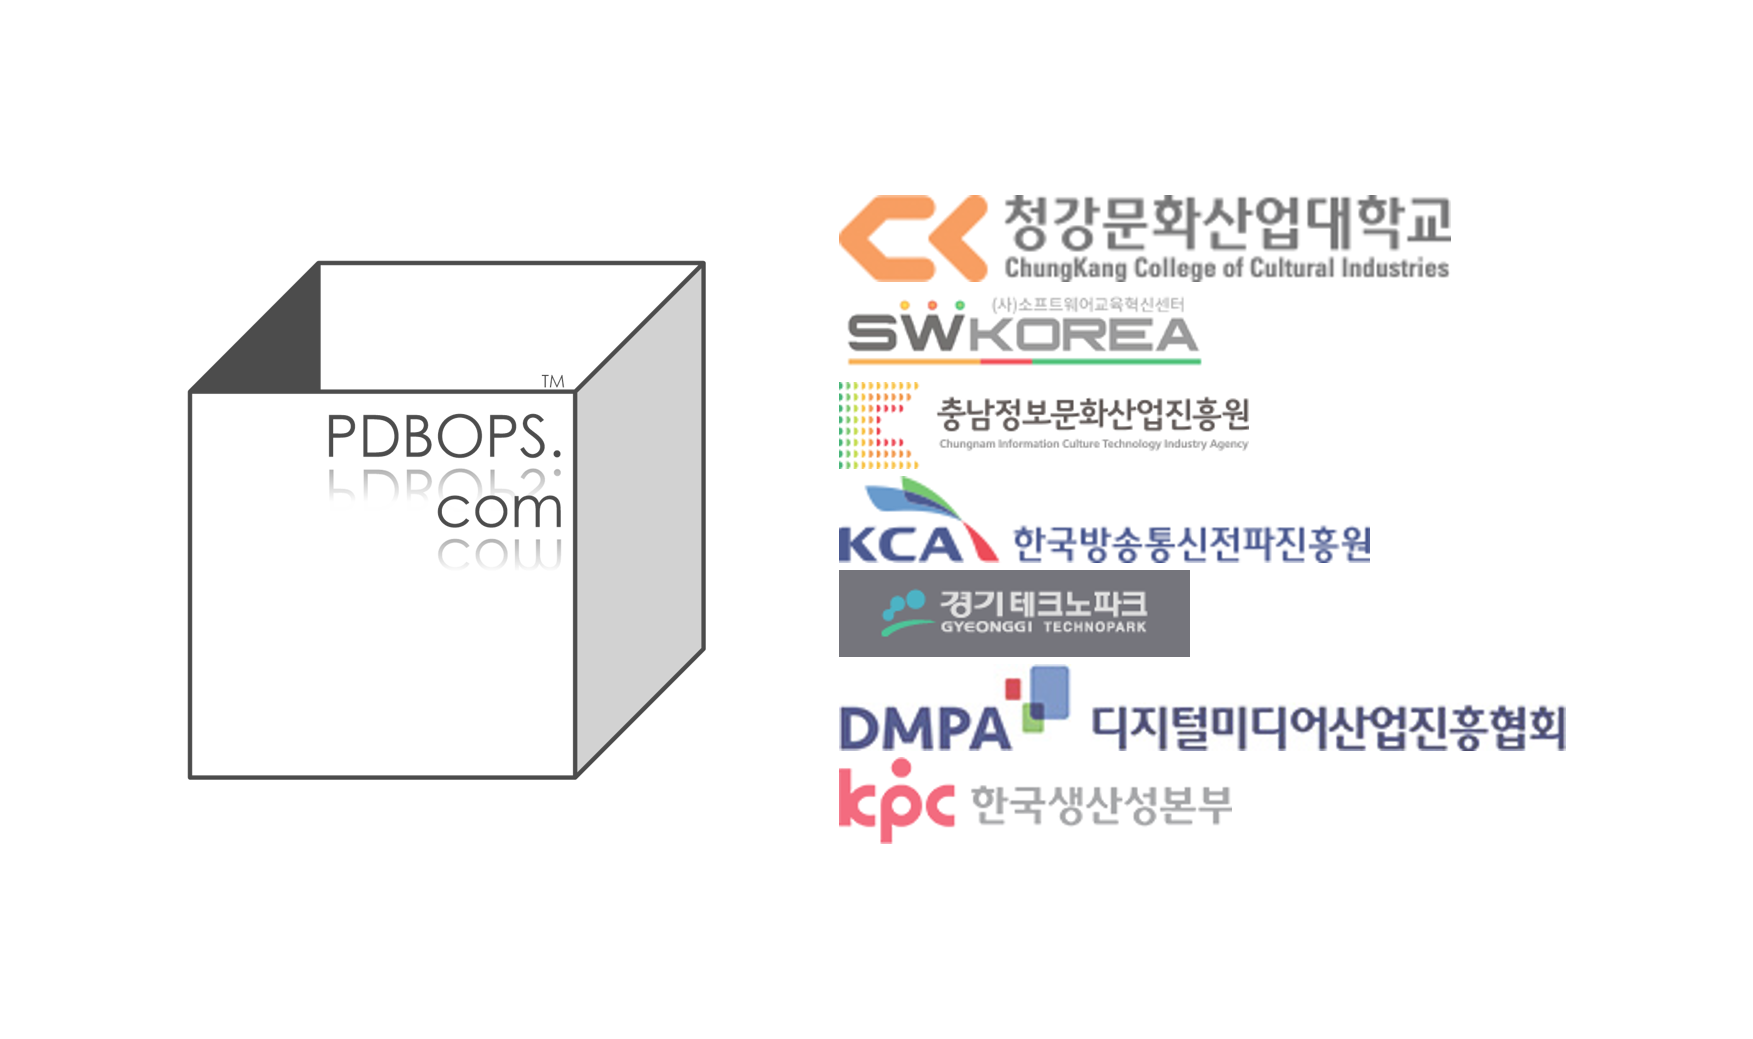 TM
PDBOPS.
com
청강문화산업대학교
ChungKang College of Cultural Industries
(사)소프트웨어교육혁신센터
SWKOREA
충남정보문화산업진흥원
Chungnam Information Culture Technology Industry Agency
KCA 한국방송통신전파진흥원
경기테크노파크
GYEONGGI TECHNOPARK
DMPA 디지털미디어산업진흥협회
kpc 한국생산성본부